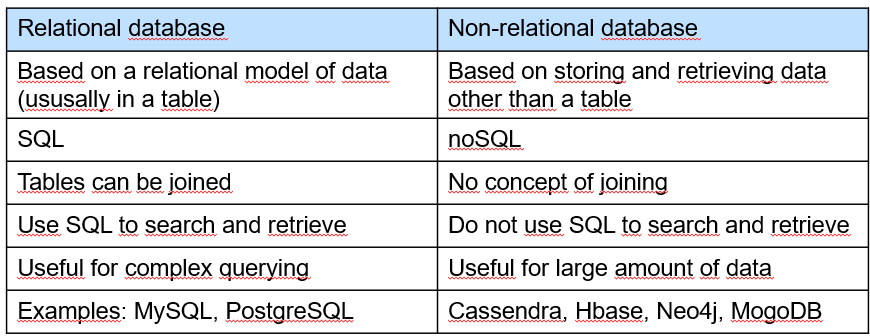 Relational database
Non-relational database
Based on a relational model of data
(ususally in a table)
Based on storing and retrieving data
other than a table
SQL
noSQL
Tables can be joined
No concept of joining
Use SQL to search and retrieve
Do not use SQL to search and retrieve
Useful for complex querying
Useful for large amount of data
Examples: MySQL, PostgreSQL
Cassendra, Hbase, Neo4j, MogoDB